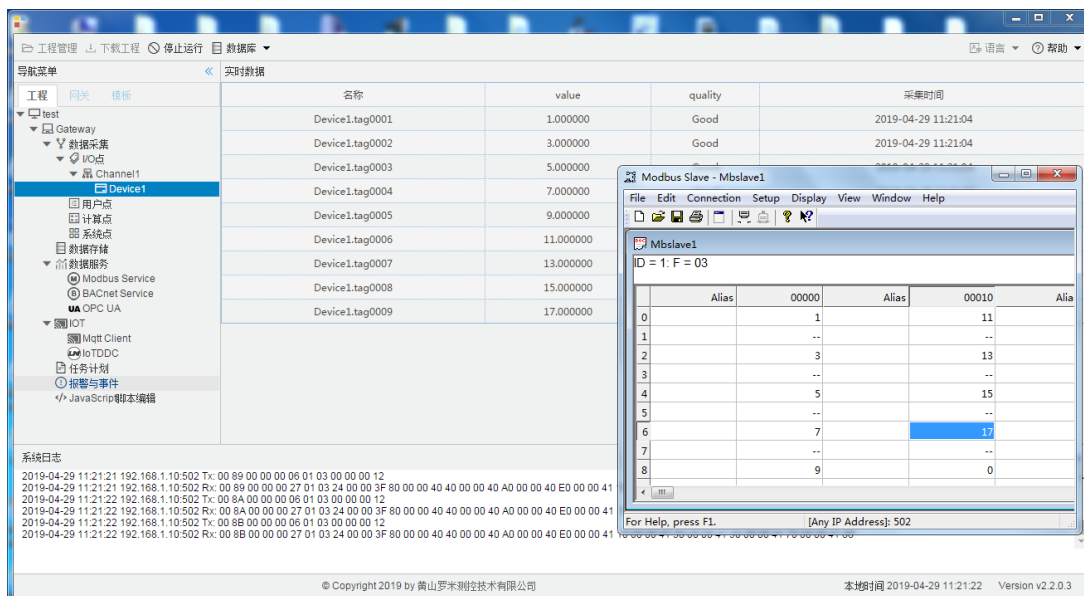 工程管理 下载工程 停止运行 数据库 语言 帮助
导航菜单 《 实时数据
工程 网关 模板
test
Gateway
数据采集
I/O点
Channel1
Device1
用户点
计算点
系统点
数据存储
数据服务
Modbus Service
BACnet Service
UA OPC UA
IOT
Mqtt Client
IoTDDC
任务计划
报警与事件
</> JavaScrip脚本编辑
名称 value quality 采集时间
Device1.tag0001 1.000000 Good 2019-04-29 11:21:04
Device1.tag0002 3.000000 Good 2019-04-29 11:21:04
Device1.tag0003 5.000000
Device1.tag0004 7.000000
Device1.tag0005 9.000000
Device1.tag0006 11.000000
Device1.tag0007 13.000000
Device1.tag0008 15.000000
Device1.tag0009 17.000000
Modbus Slave - Mbslave1
File Edit Connection Setup Display View Window Help
Mbslave1
ID = 1: F = 03
Alias 00000 Alias 00010 Alia
0 1 11
1 -- --
2 3 13
3 -- --
4 5 15
5 -- --
6 7 17
7 -- --
8 9 0
For Help, press F1. [Any IP Address]: 502
系统日志
2019-04-29 11:21:21 192.168.1.10:502 Tx: 00 89 00 00 00 06 01 03 00 00 00 12
2019-04-29 11:21:21 192.168.1.10:502 Rx: 00 89 00 00 00 27 01 03 24 00 00 3F 80 00 00 40 40 00 00 40 A0 00 00 40 E0 00 00 41
2019-04-29 11:21:22 192.168.1.10:502 Tx: 00 8A 00 00 00 06 01 03 00 00 00 12
2019-04-29 11:21:22 192.168.1.10:502 Rx: 00 8A 00 00 00 27 01 03 24 00 00 3F 80 00 00 40 40 00 00 40 A0 00 00 40 E0 00 00 41
2019-04-29 11:21:22 192.168.1.10:502 Tx: 00 8B 00 00 00 06 01 03 00 00 00 12
2019-04-29 11:21:22 192.168.1.10:502 Rx: 00 8B 00 00 00 27 01 03 24 00 00 3F 80 00 00 40 40 00 00 40 A0 00 00 40 E0 00 00 41
© Copyright 2019 by 黄山罗米测控技术有限公司 本地时间 2019-04-29 11:21:22 Version v2.2.0.3